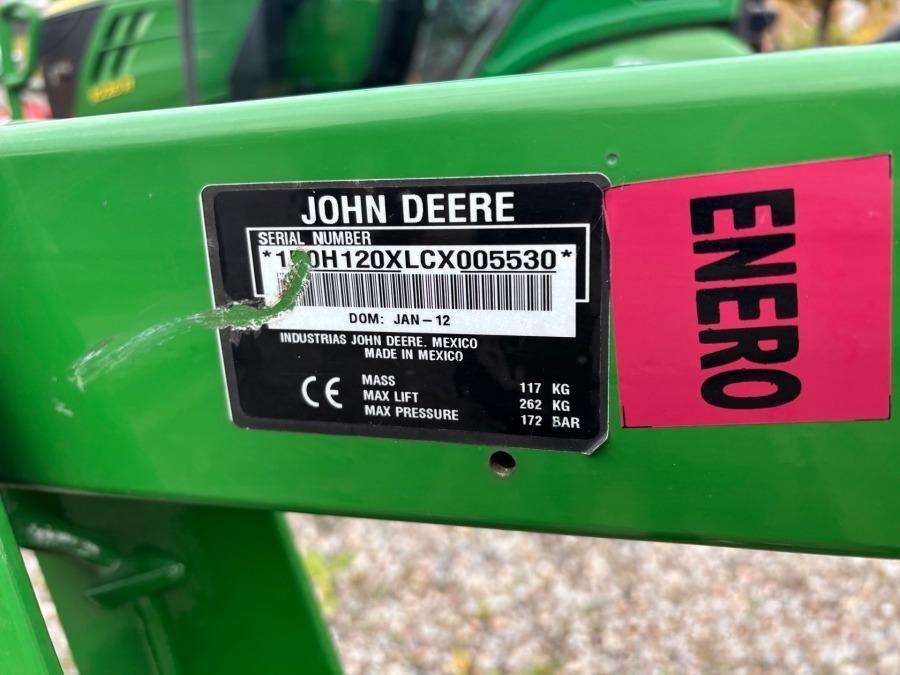 JOHN DEERE
SERIAL NUMBER
DOM: JAN-12
INDUSTRIAS JOHN DEERE. MEXICO
MADE IN MEXICO
CE
MASS 117 KG
MAX LIFT 262 KG
MAX PRESSURE 172 BAR
ENERO